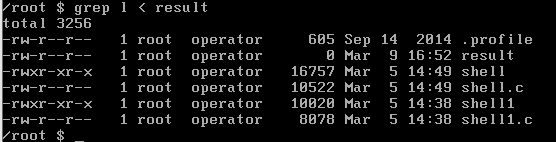 /root $ grep l < result
total 3256
-rw-r--r--   1 root  operator      605 Sep 14  2014 .profile
-rw-r--r--   1 root  operator        0 Mar  9 16:52 result
-rwxr-xr-x   1 root  operator    16757 Mar  5 14:49 shell
-rw-r--r--   1 root  operator    10522 Mar  5 14:49 shell.c
-rwxr-xr-x   1 root  operator    10020 Mar  5 14:38 shell1
-rw-r--r--   1 root  operator     8078 Mar  5 14:38 shell1.c
/root $ _